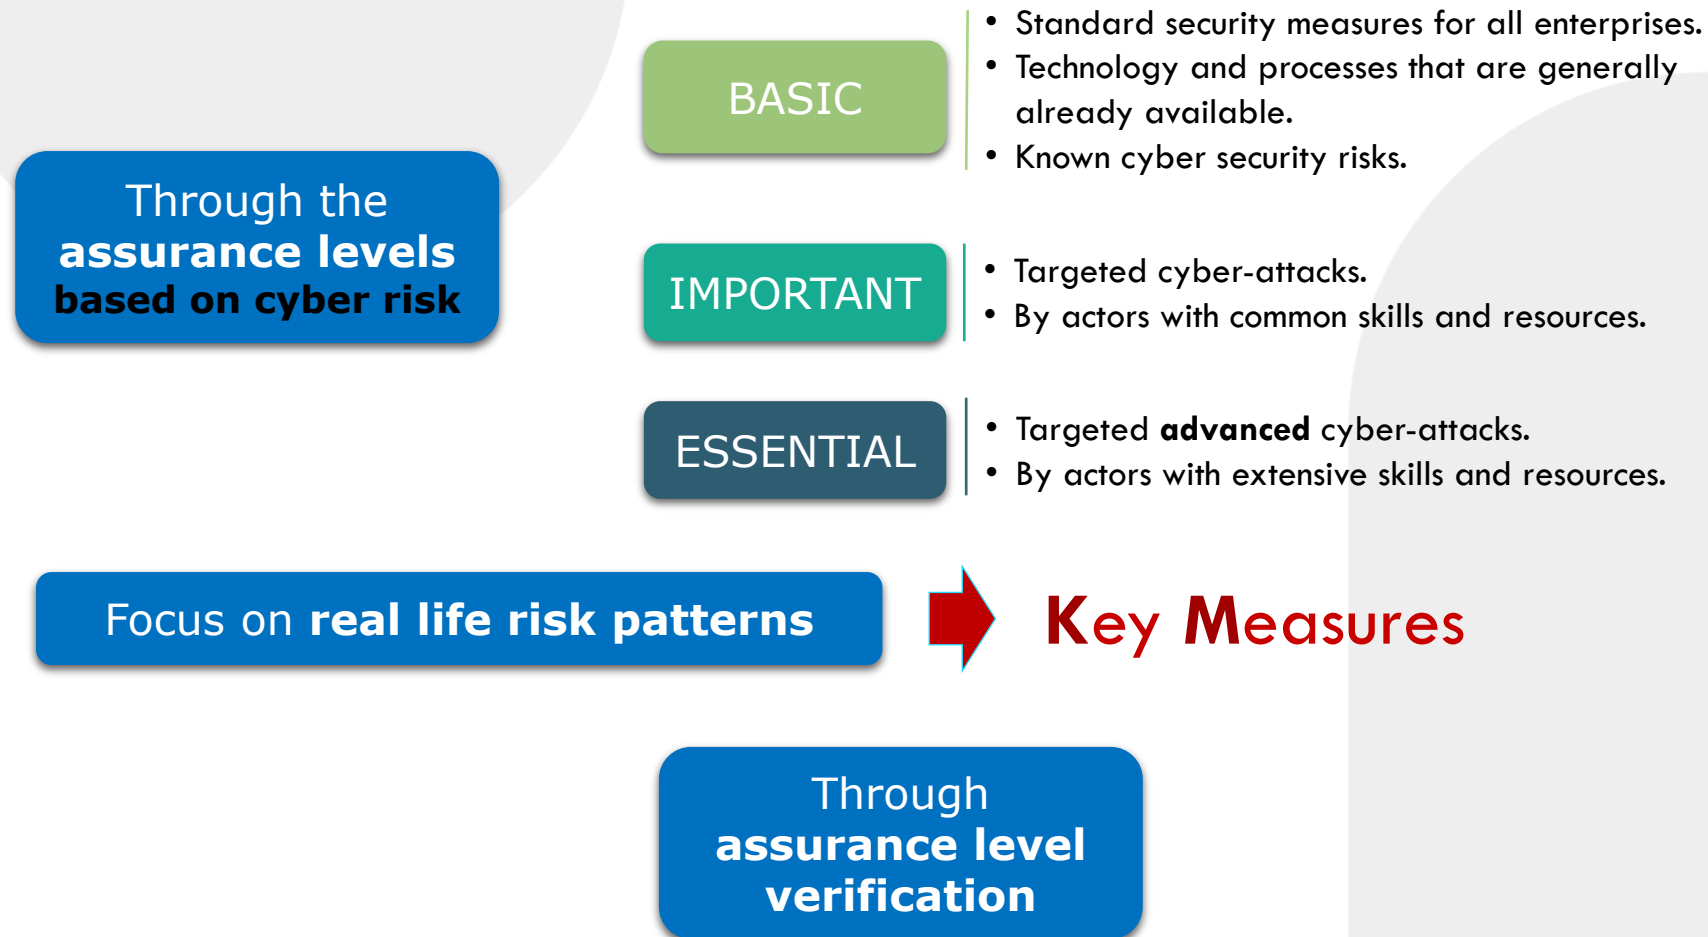 BASIC
• Standard security measures for all enterprises.
• Technology and processes that are generally
already available.
• Known cyber security risks.
Through the
assurance levels
based on cyber risk
IMPORTANT
• Targeted cyber-attacks.
• By actors with common skills and resources.
ESSENTIAL
• Targeted advanced cyber-attacks.
• By actors with extensive skills and resources.
Focus on real life risk patterns
Key Measures
Through
assurance level
verification